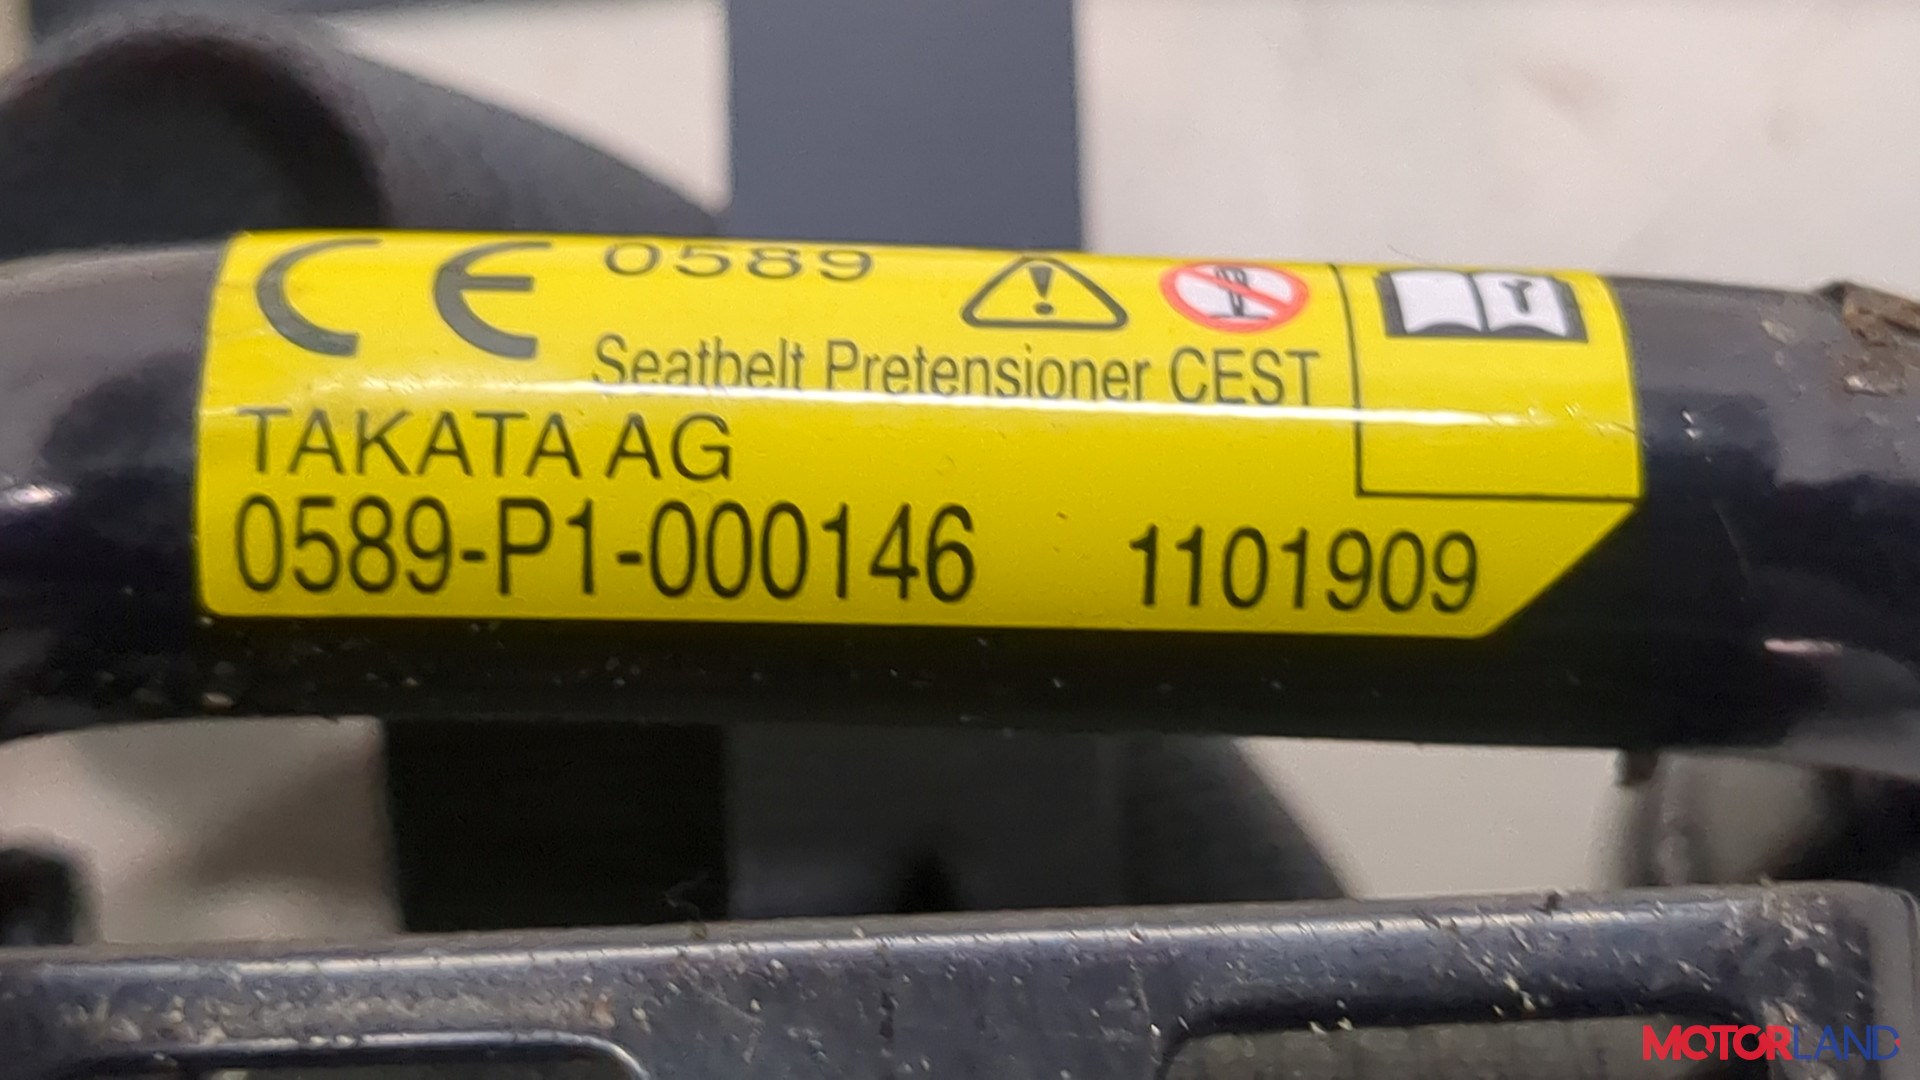 CE 0589
Seatbelt Pretensioner CEST
TAKATA AG
0589-P1-000146 1101909
MOTORLAND